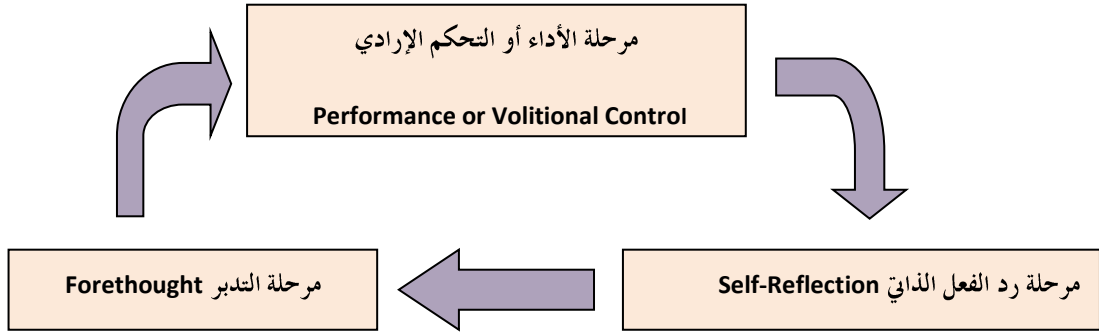 مرحلة الأداء أو التحكم الإرادي
Performance or Volitional Control
مرحلة رد الفعل الذاتيّ Self-Reflection
مرحلة التدبر Forethought